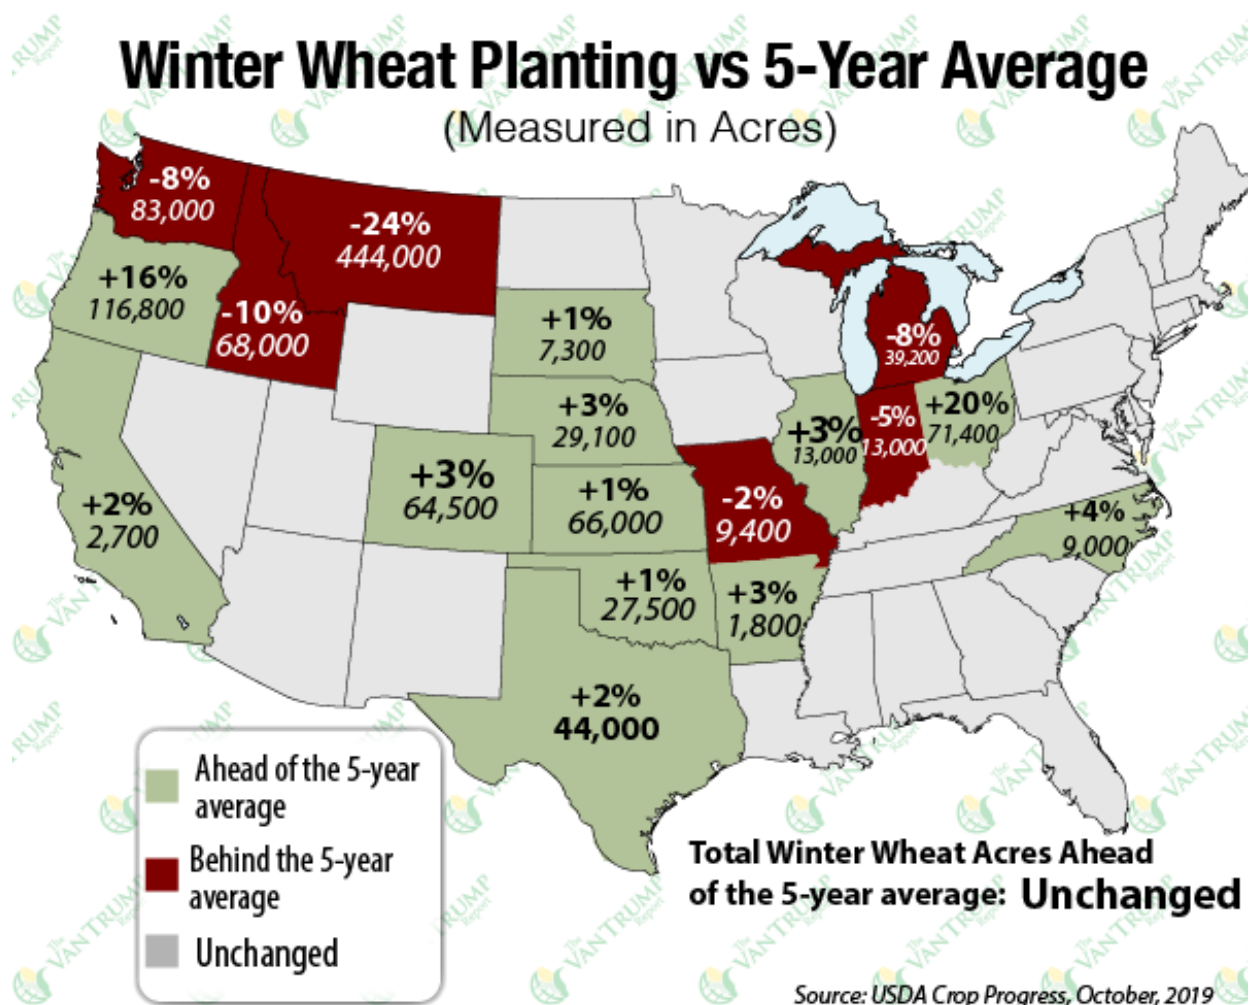 Winter Wheat Planting vs 5-Year Average
(Measured in Acres)
-8%
83,000
-24%
444,000
+16%
116,800
-10%
68,000
+1%
7,300
-8%
39,200
+3%
29,100
+3%
13,000
-5%
13,000
+20%
71,400
+2%
2,700
+3%
64,500
+1%
66,000
-2%
9,400
+4%
9,000
+1%
27,500
+3%
1,800
+2%
44,000
Ahead of the 5-year
average
Behind the 5-year
average
Unchanged
Total Winter Wheat Acres Ahead
of the 5-year average: Unchanged
Source: USDA Crop Progress, October, 2019
The
VAN TRUMP
Report